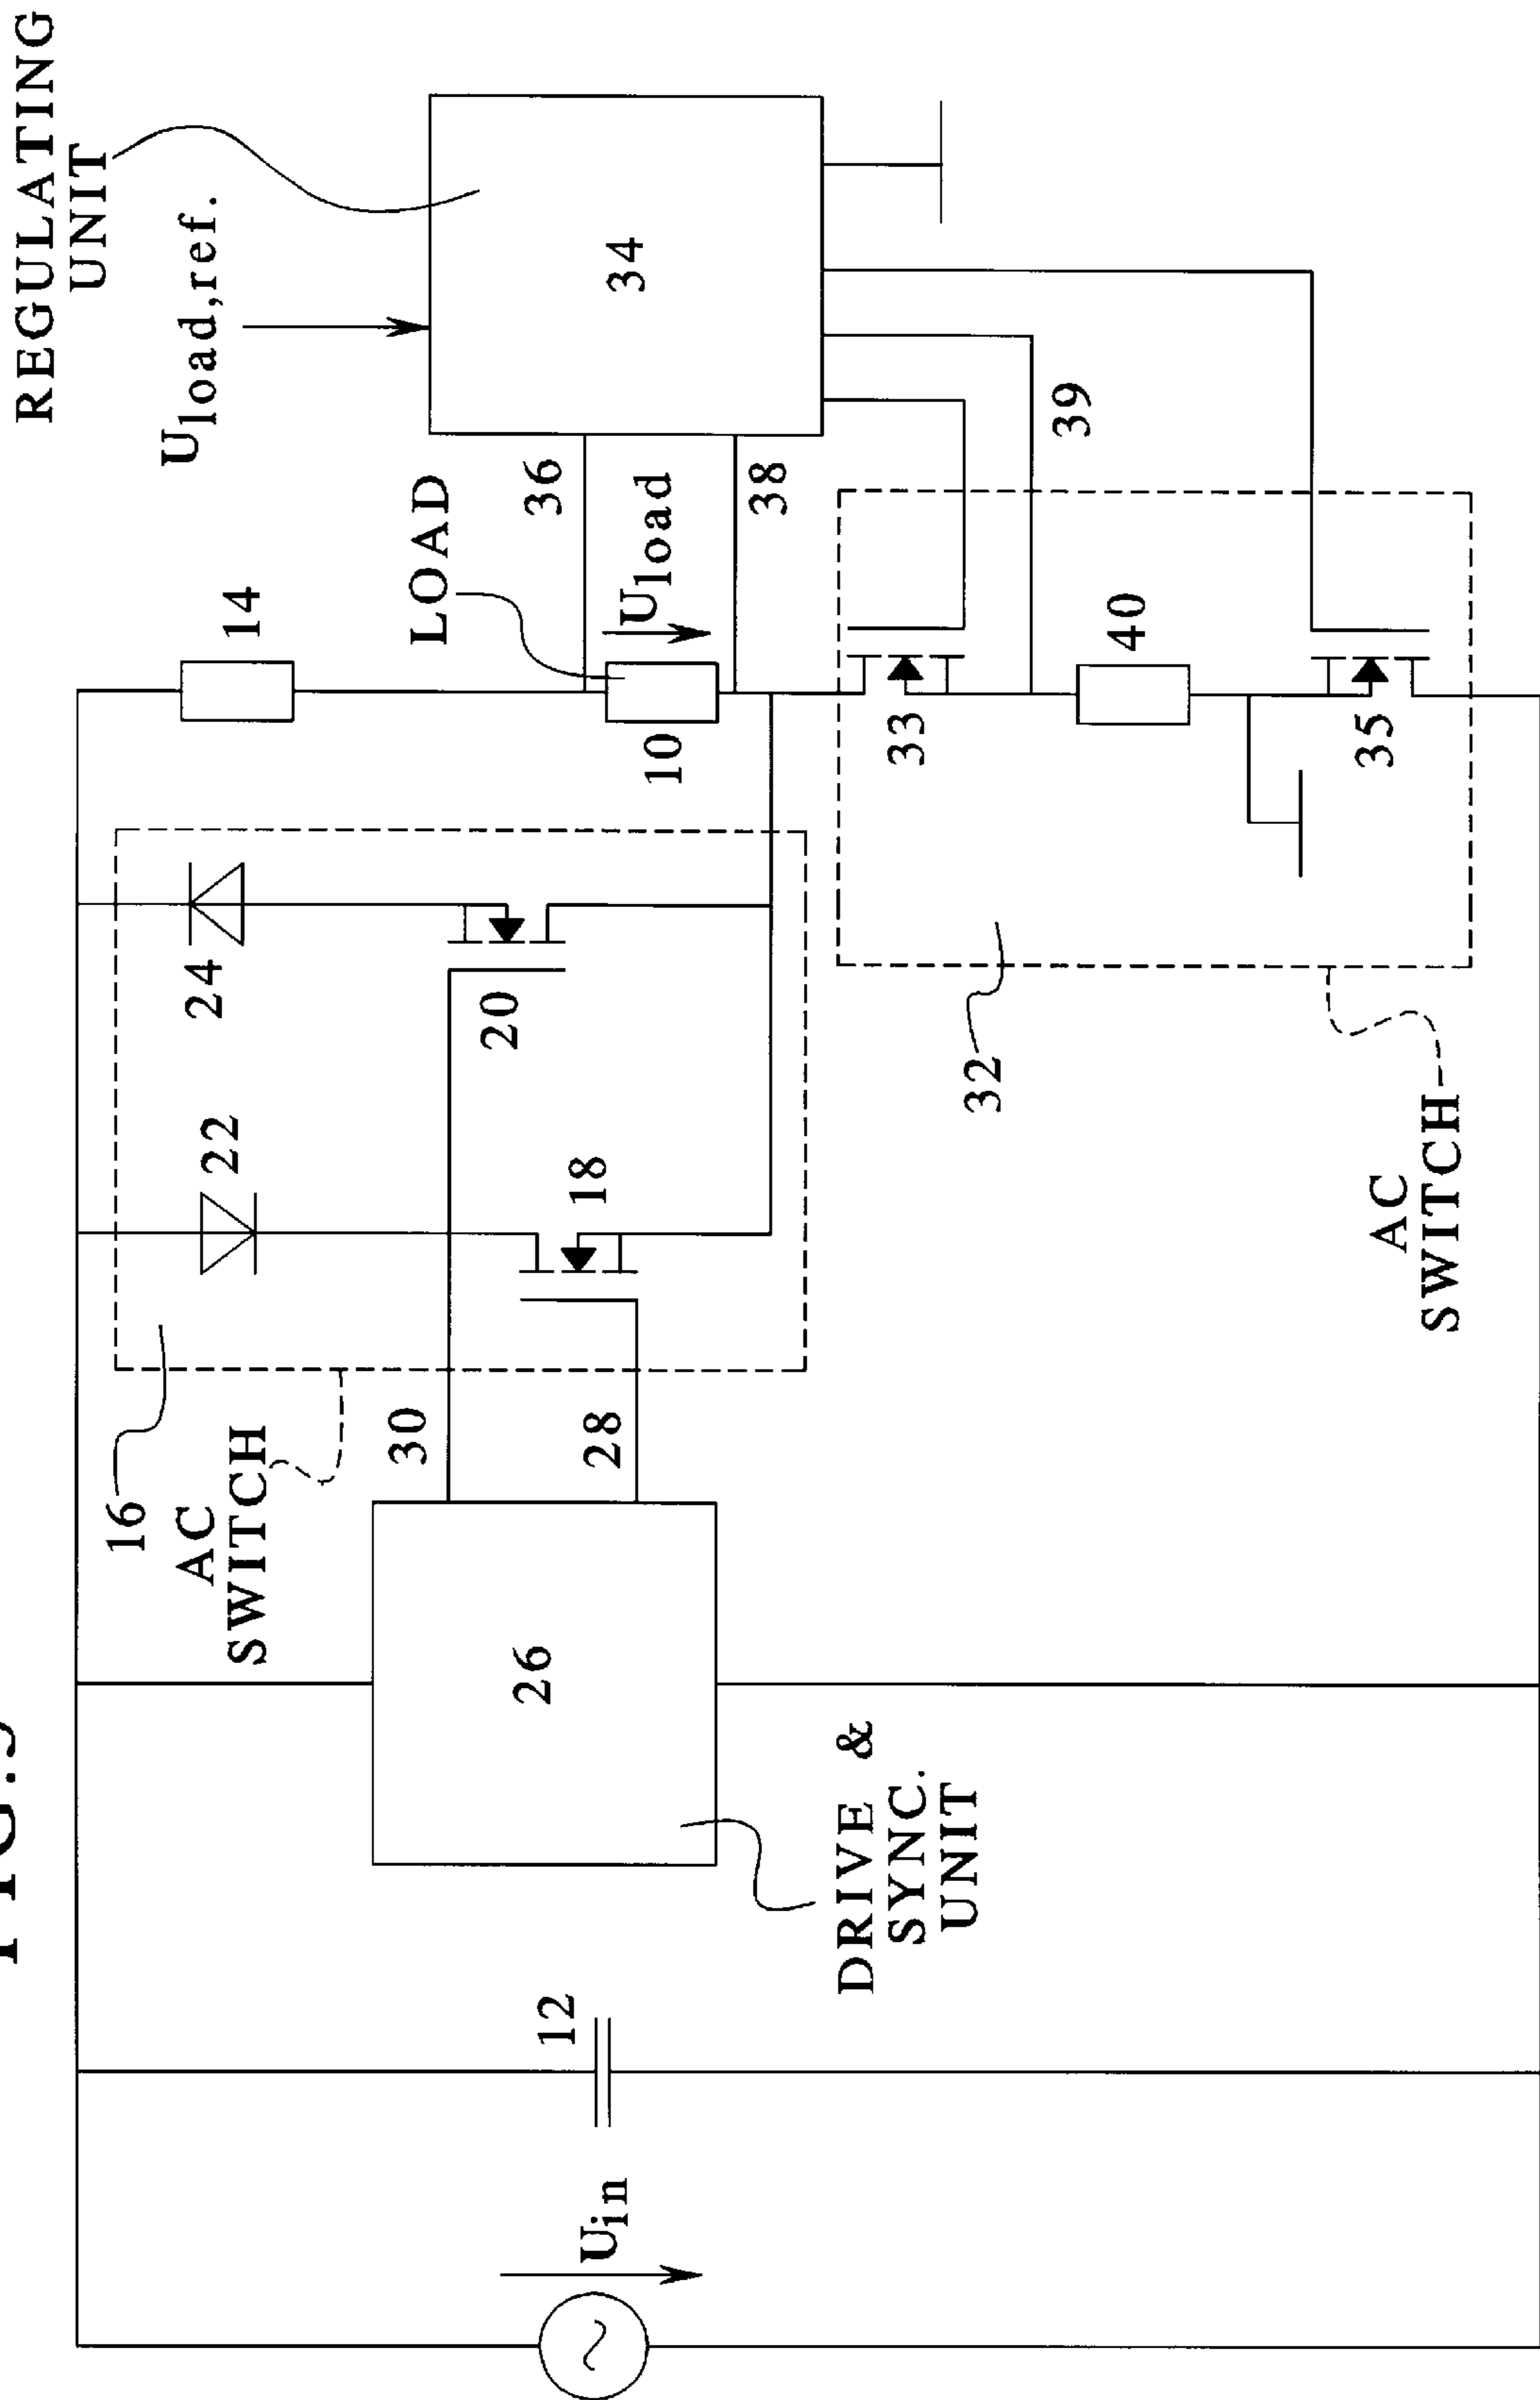 REGULATING
UNIT
Uload,ref.
34
36
38
39
LOAD
Uload
14
10
33
40
35
24
20
22
18
16
AC
SWITCH
30
28
32
AC
SWITCH
26
DRIVE &
SYNC.
UNIT
12
Uin